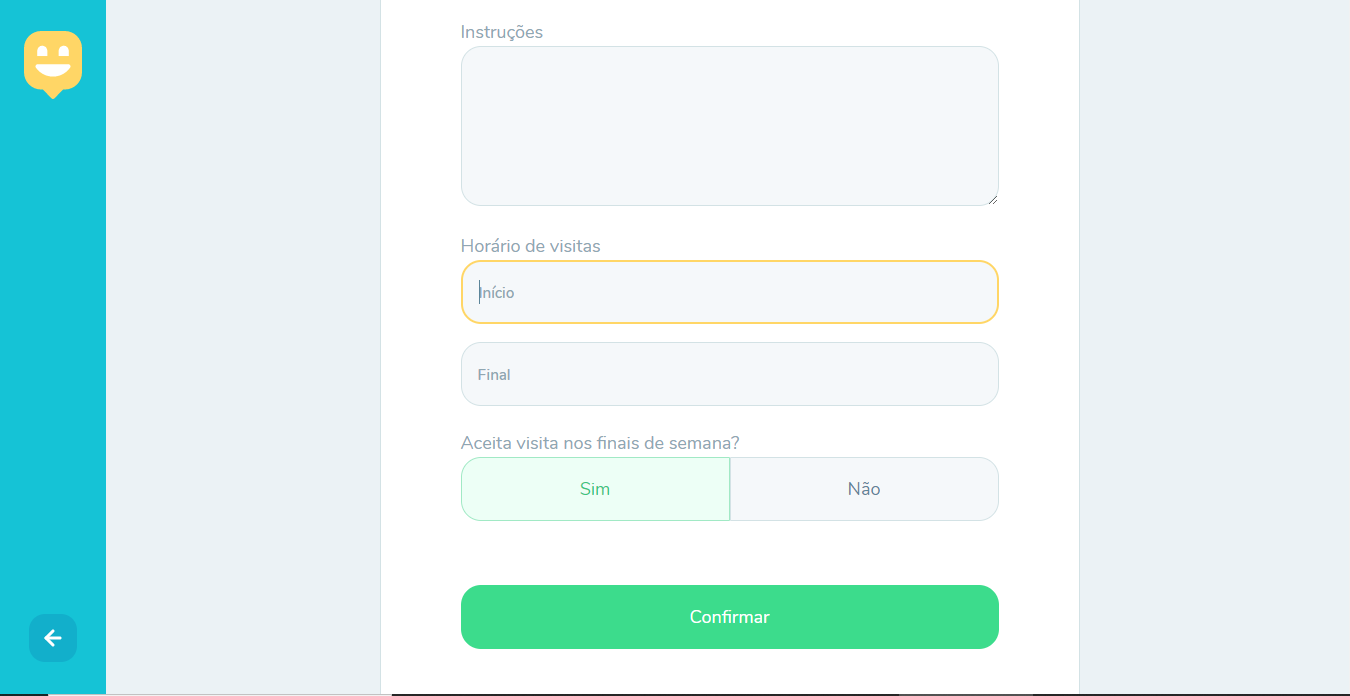 Instruções
Horário de visitas
Início
Final
Aceita visita nos finais de semana?
Sim
Não
Confirmar